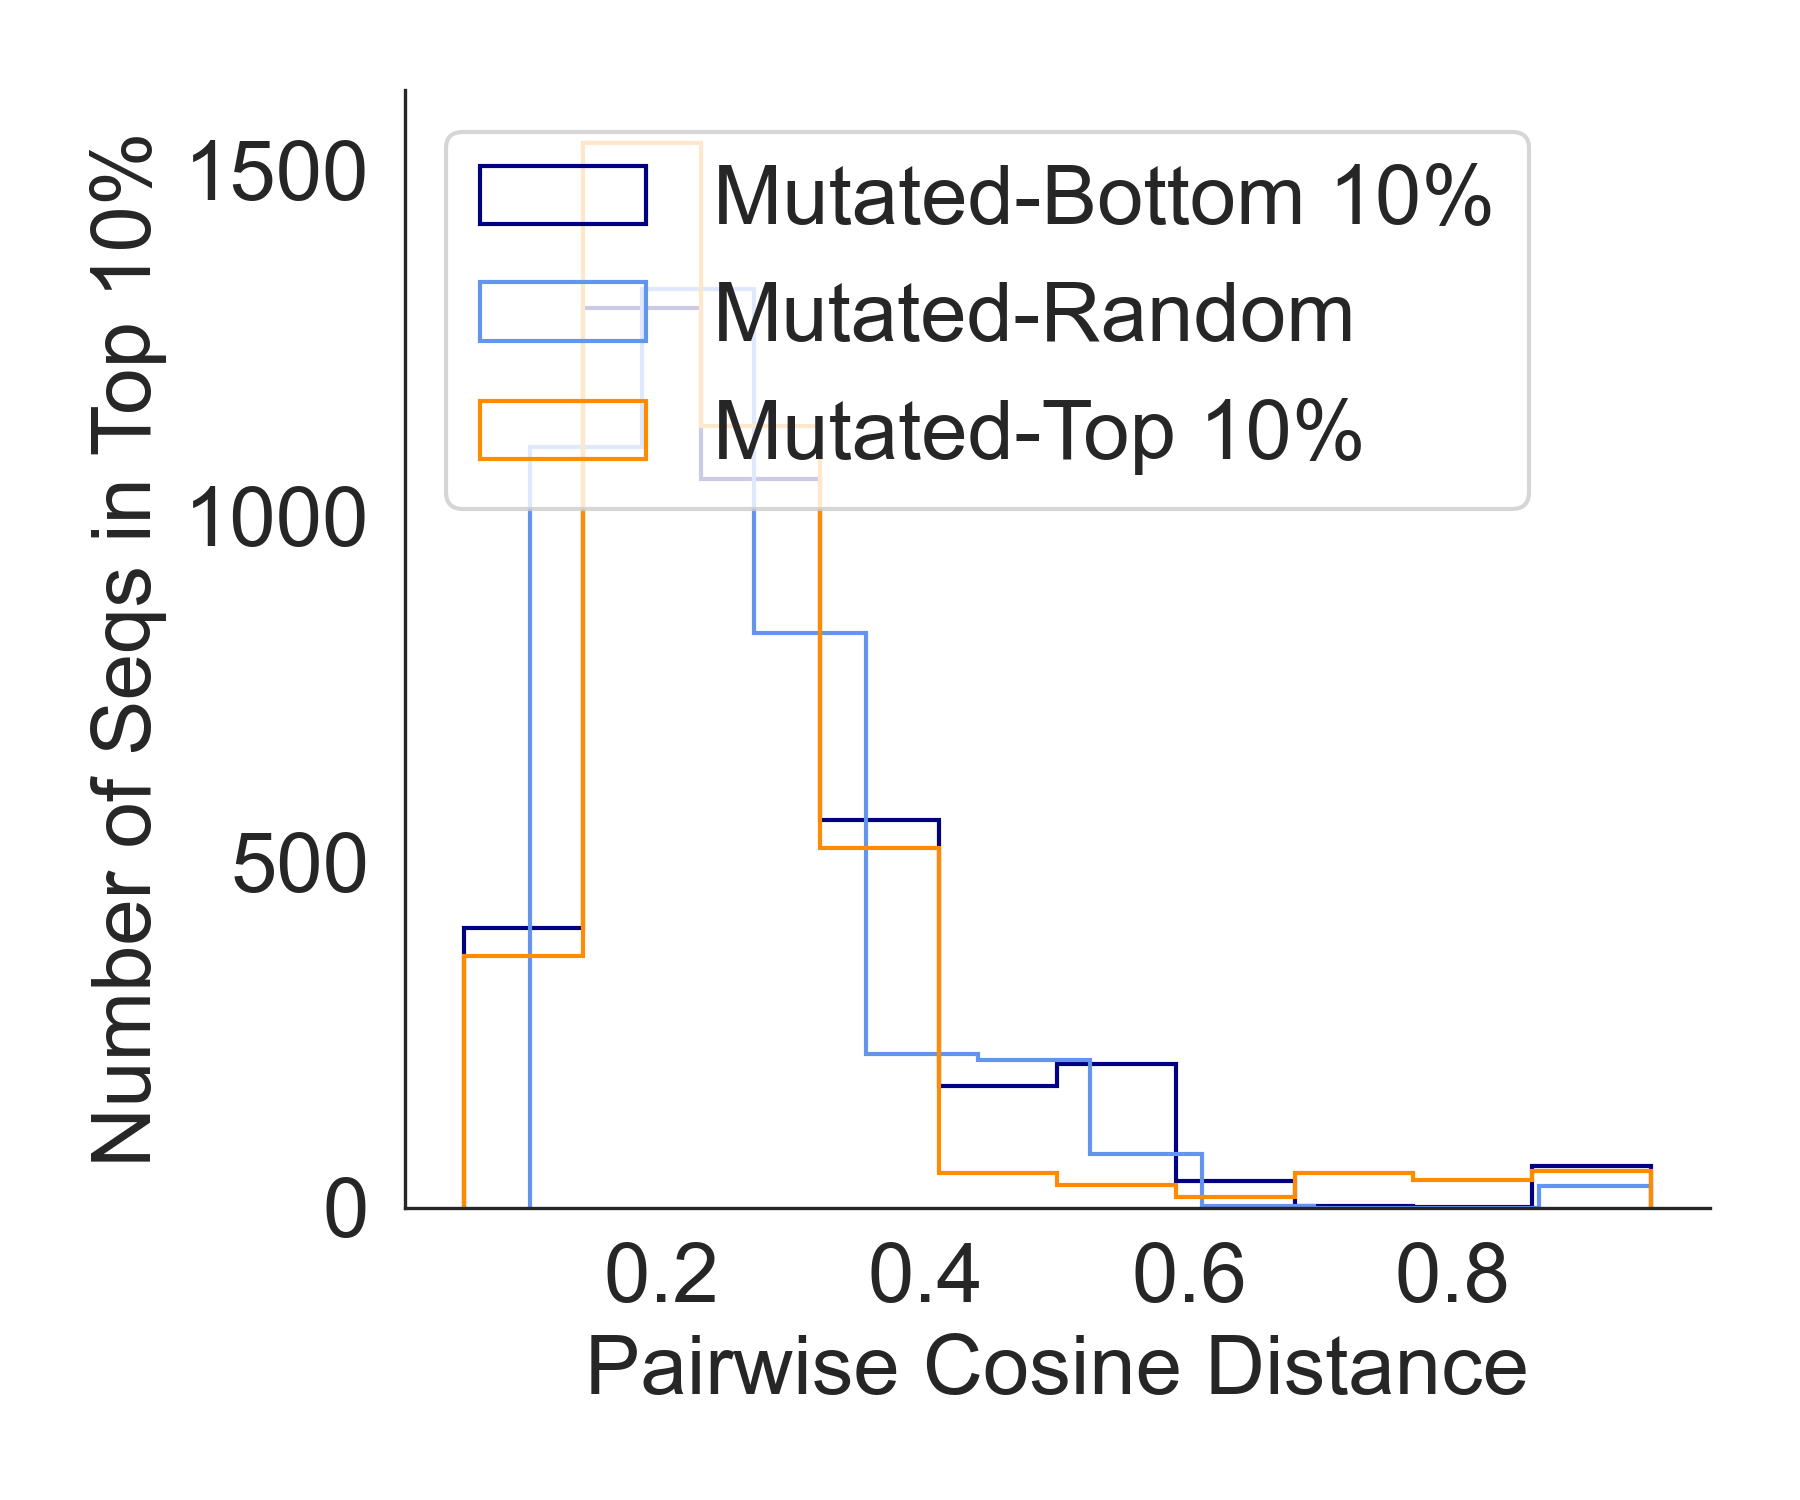 Number of Seqs in Top 10%
1500
1000
500
0
Mutated-Bottom 10%
Mutated-Random
Mutated-Top 10%
0.2 0.4 0.6 0.8
Pairwise Cosine Distance